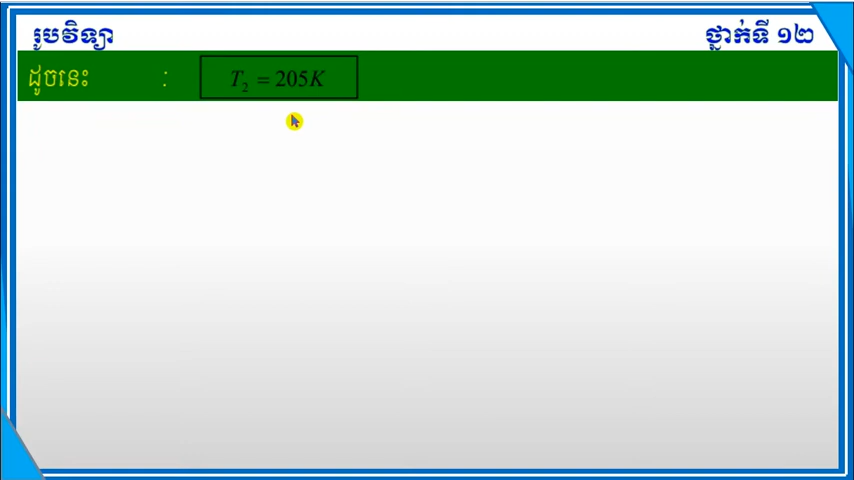 រូបវិទ្យា ថ្នាក់ទី ១២
ដូចនេះ : T₂ = 205K